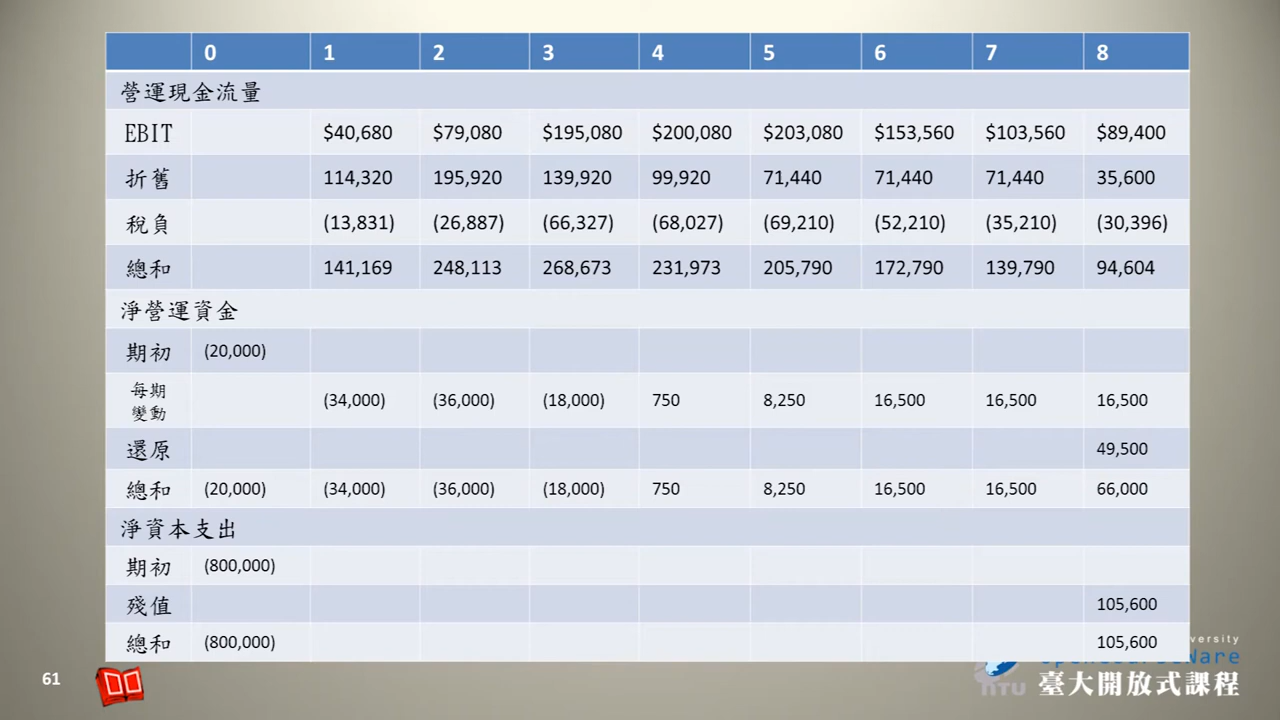 0 1 2 3 4 5 6 7 8
營運現金流量
EBIT $40,680 $79,080 $195,080 $200,080 $203,080 $153,560 $103,560 $89,400
折舊 114,320 195,920 139,920 99,920 71,440 71,440 71,440 35,600
稅負 (13,831) (26,887) (66,327) (68,027) (69,210) (52,210) (35,210) (30,396)
總和 141,169 248,113 268,673 231,973 205,790 172,790 139,790 94,604
淨營運資金
期初 (20,000)
每期
變動 (34,000) (36,000) (18,000) 750 8,250 16,500 16,500 16,500
還原 49,500
總和 (20,000) (34,000) (36,000) (18,000) 750 8,250 16,500 16,500 66,000
淨資本支出
期初 (800,000)
殘值 105,600
總和 (800,000) 105,600
61
NTU
臺大開放式課程